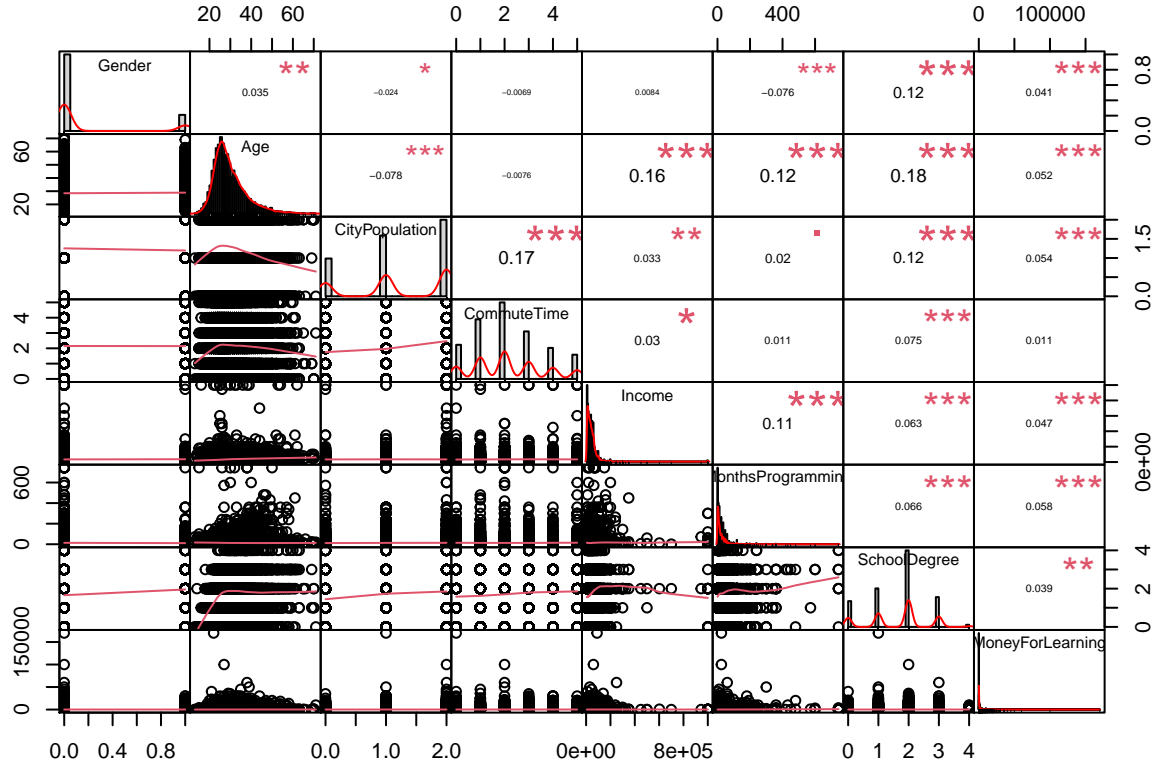 20 40 60 0 2 4 0 400 0 100000
Gender ** * *** *** ***
0.035 −0.024 −0.0069 0.0084 −0.076 0.12 0.041
0.0 0.8
Age *** *** *** *** ***
−0.078 −0.0076 0.16 0.12 0.18 0.052
20 60
CityPopulation *** ** *** ***
0.17 0.033 0.02 0.12 0.054
0.0 1.5
CommuteTime * *** ***
0.03 0.011 0.075 0.011
0 2 4
Income *** *** ***
0.11 0.063 0.047
0e+00
MonthsProgrammin *** ***
0.066 0.058
0 600
SchoolDegree **
0.039
0 2 4
MoneyForLearning
0 150000
0.0 0.4 0.8 0.0 1.0 2.0 0e+00 8e+05 0 1 2 3 4